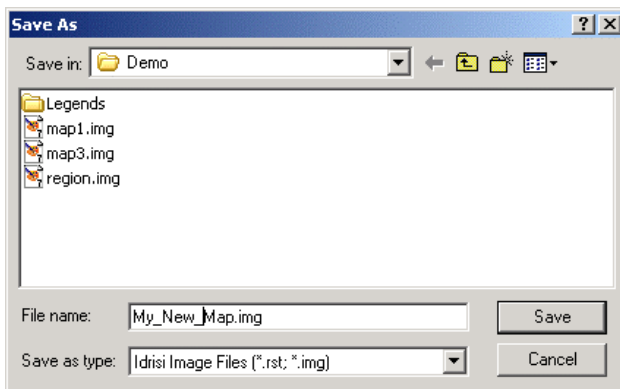 Save As
Save in: Demo
Legends
map1.img
map3.img
region.img
File name: My_New_Map.img Save
Save as type: Idrisi Image Files (*.rst; *.img) Cancel